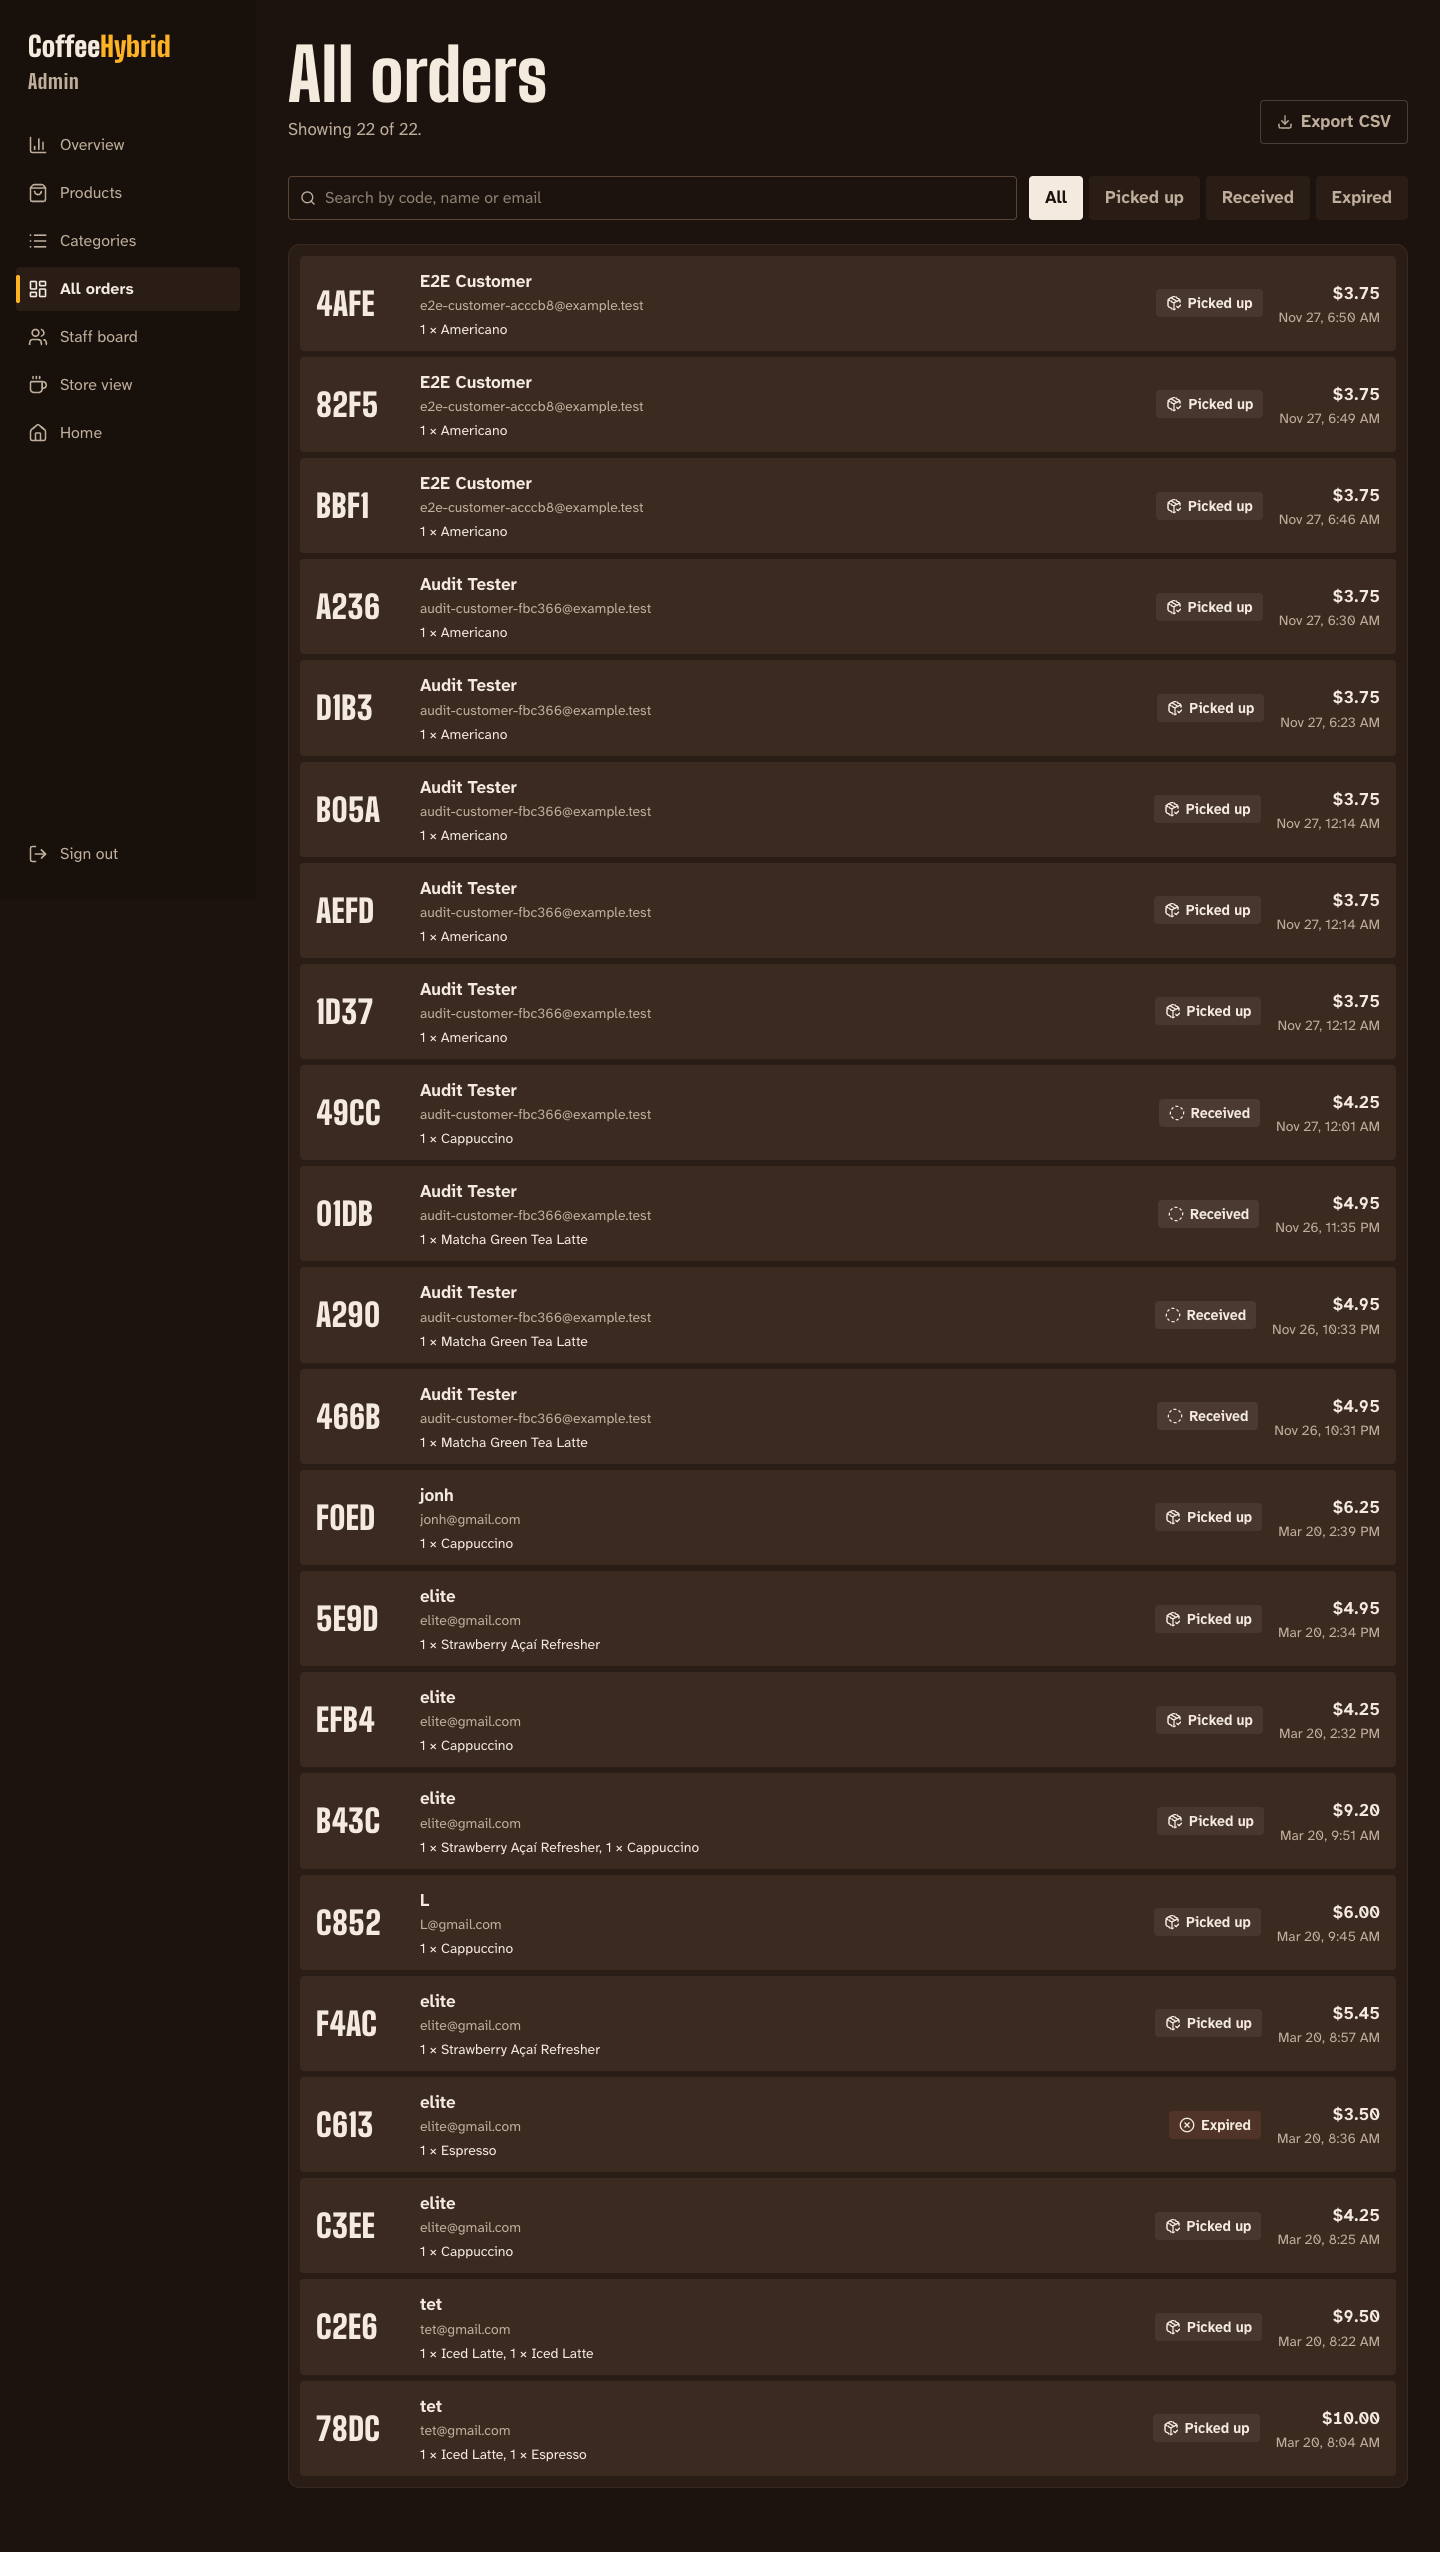 CoffeeHybrid
Admin
Overview
Products
Categories
All orders
Staff board
Store view
Home
Sign out
All orders
Showing 22 of 22.
Export CSV
Search by code, name or email
All
Picked up
Received
Expired
4AFE
E2E Customer
e2e-customer-acccb8@example.test
1 × Americano
Picked up
$3.75
Nov 27, 6:50 AM
82F5
E2E Customer
e2e-customer-acccb8@example.test
1 × Americano
Picked up
$3.75
Nov 27, 6:49 AM
BBF1
E2E Customer
e2e-customer-acccb8@example.test
1 × Americano
Picked up
$3.75
Nov 27, 6:46 AM
A236
Audit Tester
audit-customer-fbc366@example.test
1 × Americano
Picked up
$3.75
Nov 27, 6:30 AM
D1B3
Audit Tester
audit-customer-fbc366@example.test
1 × Americano
Picked up
$3.75
Nov 27, 6:23 AM
B05A
Audit Tester
audit-customer-fbc366@example.test
1 × Americano
Picked up
$3.75
Nov 27, 12:14 AM
AEFD
Audit Tester
audit-customer-fbc366@example.test
1 × Americano
Picked up
$3.75
Nov 27, 12:14 AM
1D37
Audit Tester
audit-customer-fbc366@example.test
1 × Americano
Picked up
$3.75
Nov 27, 12:12 AM
49CC
Audit Tester
audit-customer-fbc366@example.test
1 × Cappuccino
Received
$4.25
Nov 27, 12:01 AM
01DB
Audit Tester
audit-customer-fbc366@example.test
1 × Matcha Green Tea Latte
Received
$4.95
Nov 26, 11:35 PM
A290
Audit Tester
audit-customer-fbc366@example.test
1 × Matcha Green Tea Latte
Received
$4.95
Nov 26, 10:33 PM
466B
Audit Tester
audit-customer-fbc366@example.test
1 × Matcha Green Tea Latte
Received
$4.95
Nov 26, 10:31 PM
F0ED
jonh
jonh@gmail.com
1 × Cappuccino
Picked up
$6.25
Mar 20, 2:39 PM
5E9D
elite
elite@gmail.com
1 × Strawberry Açaí Refresher
Picked up
$4.95
Mar 20, 2:34 PM
EFB4
elite
elite@gmail.com
1 × Cappuccino
Picked up
$4.25
Mar 20, 2:32 PM
B43C
elite
elite@gmail.com
1 × Strawberry Açaí Refresher, 1 × Cappuccino
Picked up
$9.20
Mar 20, 9:51 AM
C852
L
L@gmail.com
1 × Cappuccino
Picked up
$6.00
Mar 20, 9:45 AM
F4AC
elite
elite@gmail.com
1 × Strawberry Açaí Refresher
Picked up
$5.45
Mar 20, 8:57 AM
C613
elite
elite@gmail.com
1 × Espresso
Expired
$3.50
Mar 20, 8:36 AM
C3EE
elite
elite@gmail.com
1 × Cappuccino
Picked up
$4.25
Mar 20, 8:25 AM
C2E6
tet
tet@gmail.com
1 × Iced Latte, 1 × Iced Latte
Picked up
$9.50
Mar 20, 8:22 AM
78DC
tet
tet@gmail.com
1 × Iced Latte, 1 × Espresso
Picked up
$10.00
Mar 20, 8:04 AM